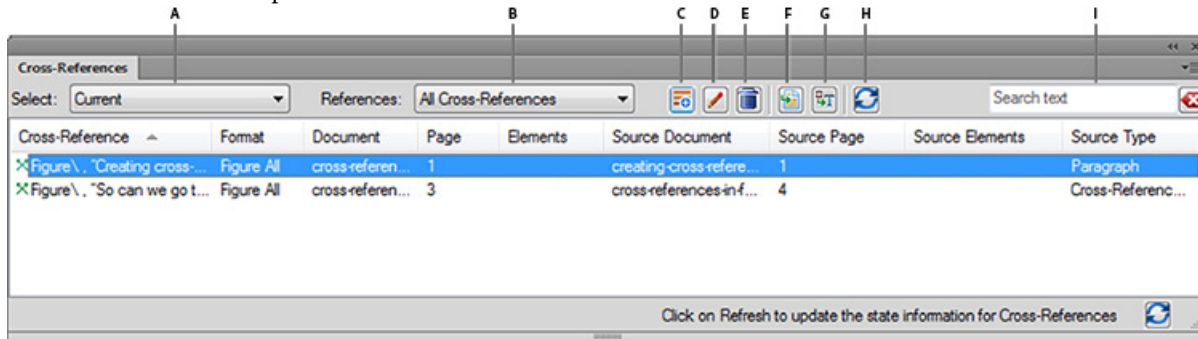 A B C D E F G H I
Cross-References
Select: Current References: All Cross-References Search text
Cross-Reference Format Document Page Elements Source Document Source Page Source Elements Source Type
Figure\ , "Creating cross-... Figure All cross-referen... 1 creating-cross-refere... 1 Paragraph
Figure\ , "So can we go t... Figure All cross-referen... 3 cross-references-in-f... 4 Cross-Referenc...
Click on Refresh to update the state information for Cross-References